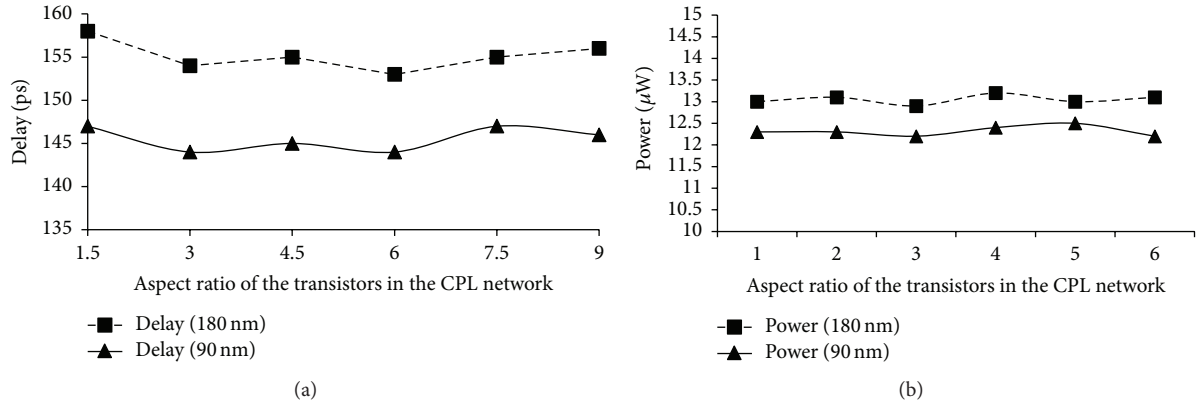 160
155
150
145
140
135
Delay (ps)
1.5 3 4.5 6 7.5 9
Aspect ratio of the transistors in the CPL network
Delay (180 nm)
Delay (90 nm)
(a)
15
14.5
14
13.5
13
12.5
12
11.5
11
10.5
10
Power (μW)
1 2 3 4 5 6
Aspect ratio of the transistors in the CPL network
Power (180 nm)
Power (90 nm)
(b)